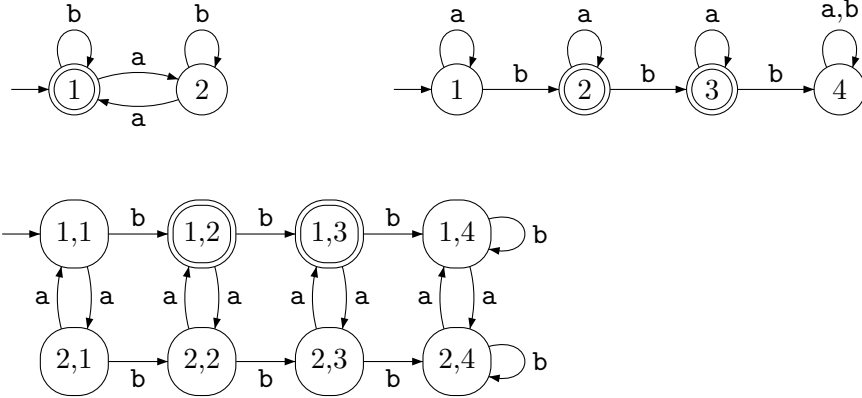 b b a a a a,b
a
1 2 1 b 2 b 3 b 4
a
1,1 b 1,2 b 1,3 b 1,4 b
a a a a a a a a
2,1 b 2,2 b 2,3 b 2,4 b